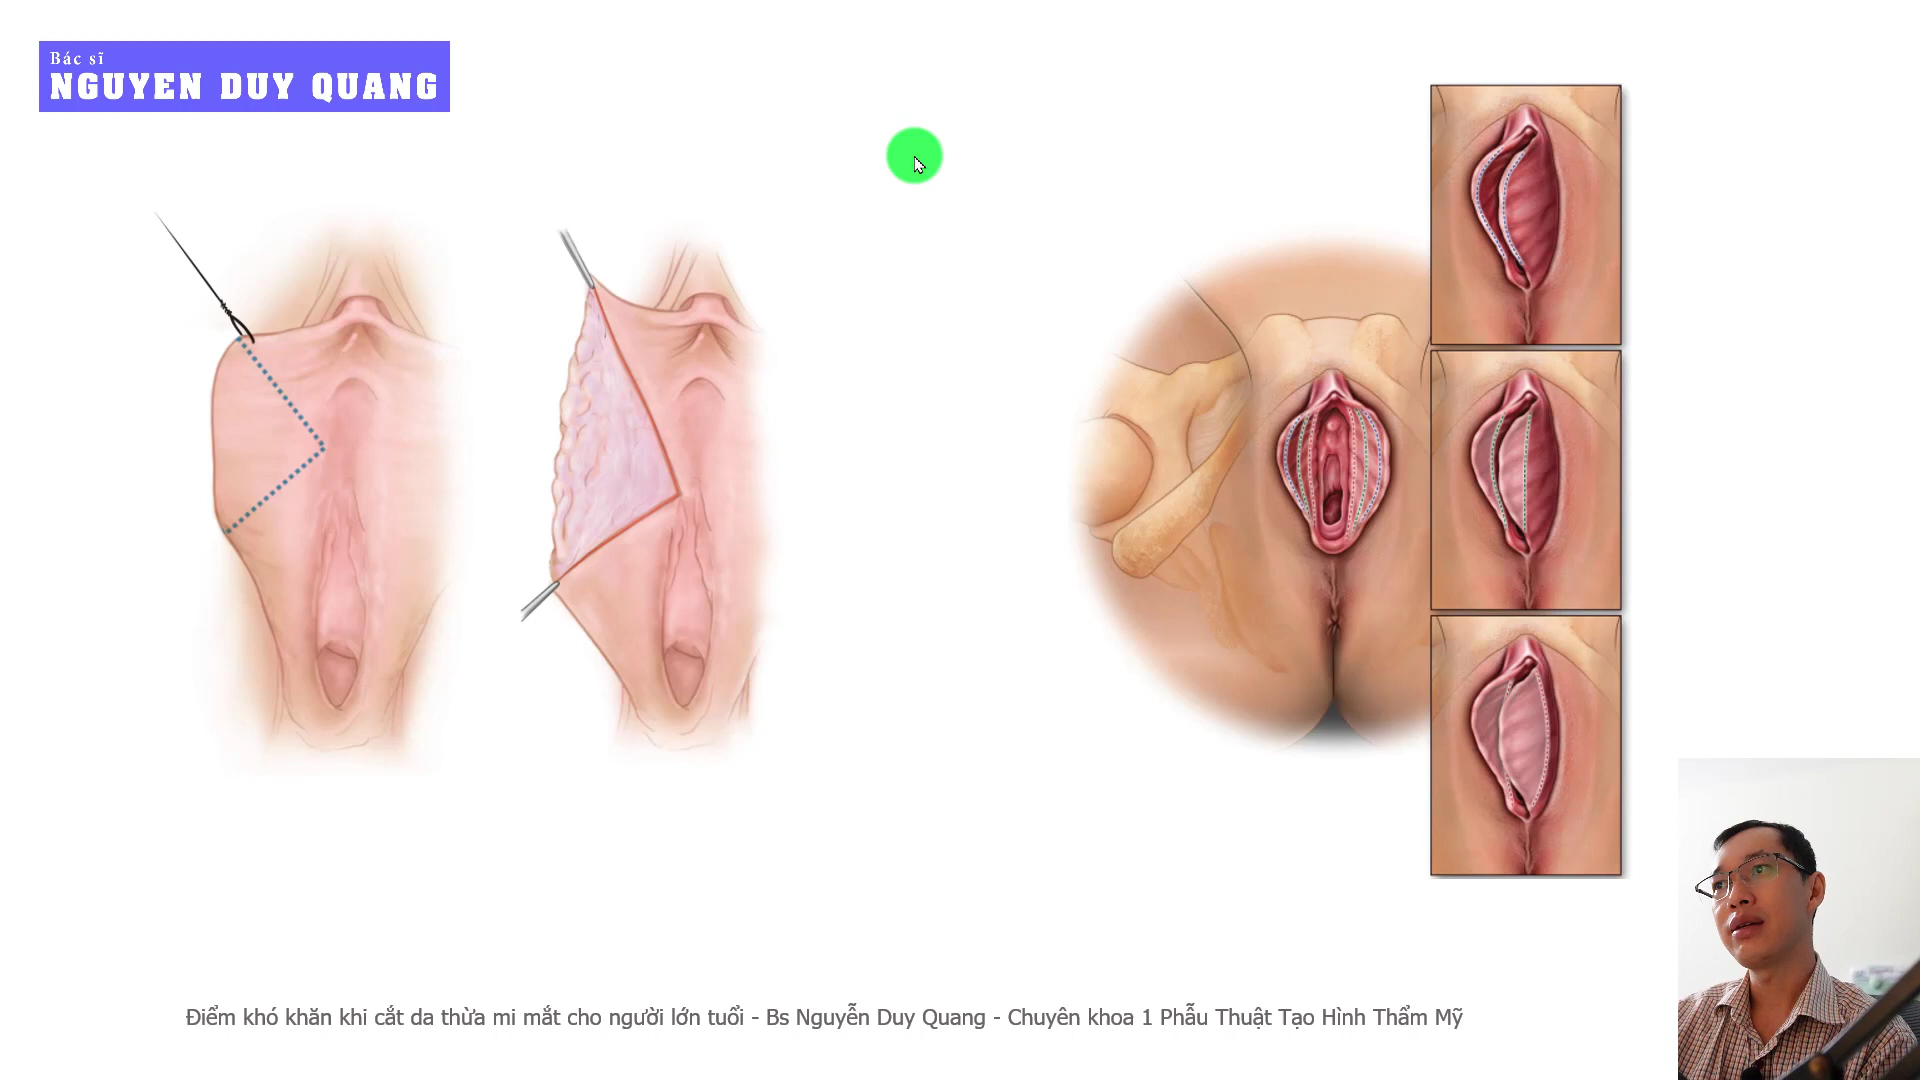 Bác sĩ
NGUYEN DUY QUANG
Điểm khó khăn khi cắt da thừa mi mắt cho người lớn tuổi - Bs Nguyễn Duy Quang - Chuyên khoa 1 Phẫu Thuật Tạo Hình Thẩm Mỹ